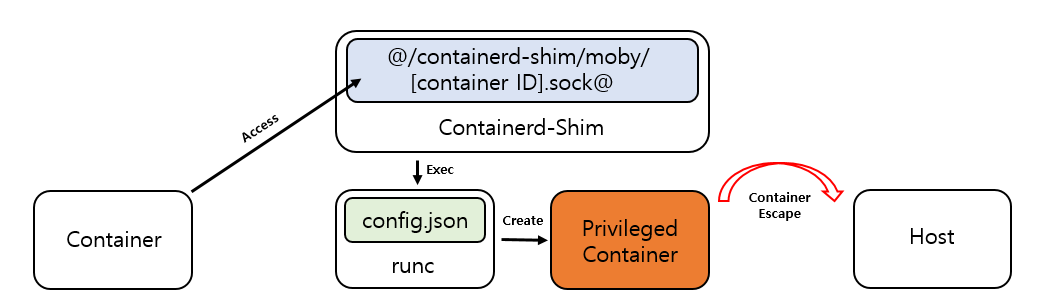 @/containerd-shim/moby/
[container ID].sock@
Containerd-Shim
Access
Exec
Container
config.json
runc
Create
Privileged
Container
Container
Escape
Host